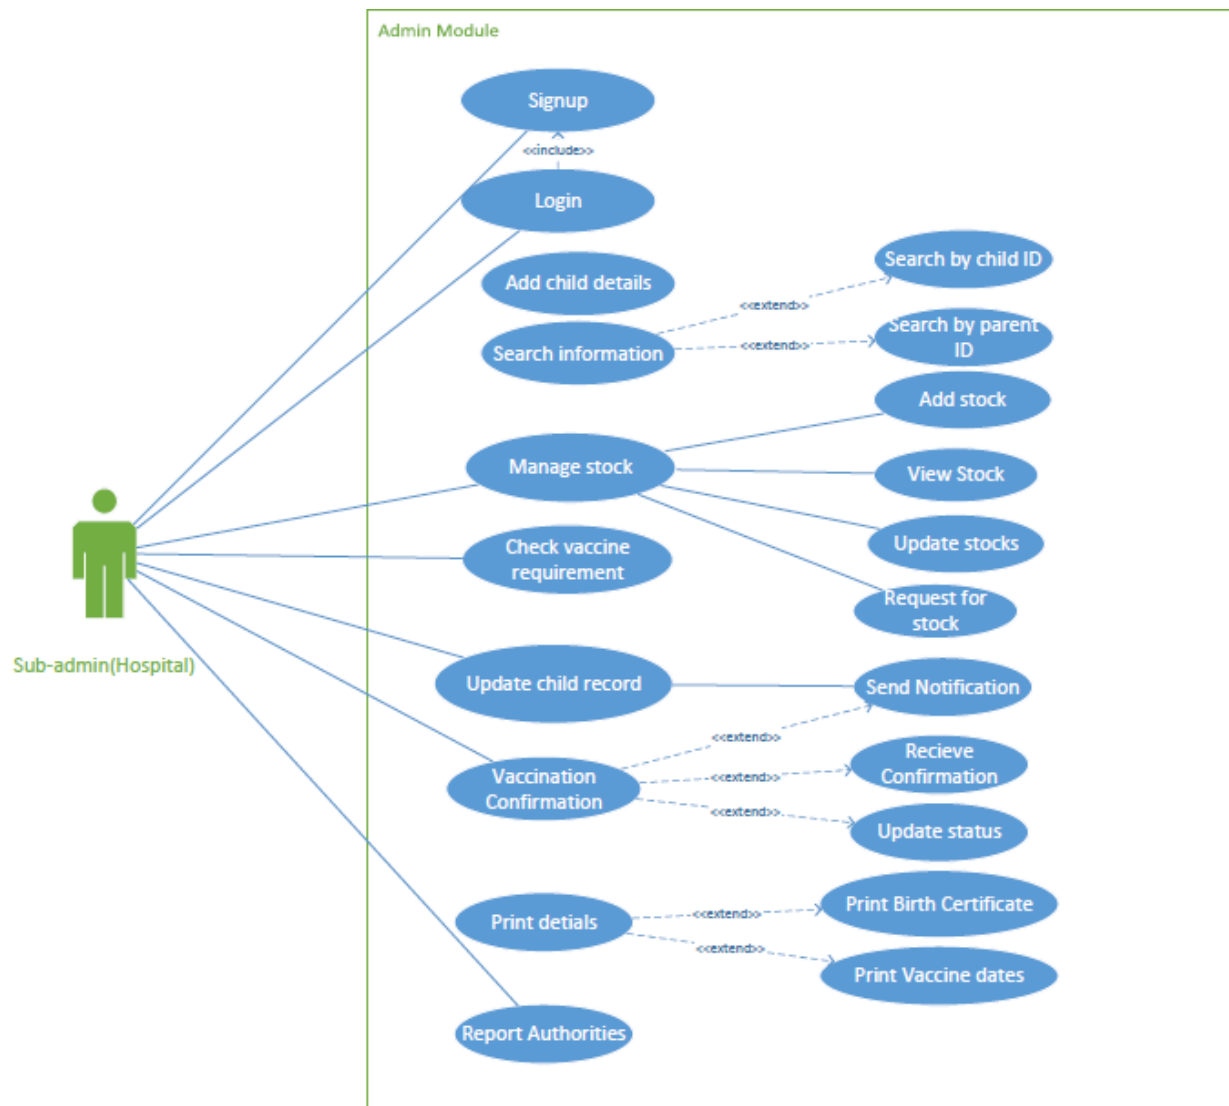 Admin Module
Signup
<<include>>
Login
Add child details
Search by child ID
<<extend>>
Search information
<<extend>>
Search by parent
ID
Add stock
Manage stock
View Stock
Update stocks
Check vaccine
requirement
Request for
stock
Sub-admin(Hospital)
Update child record
Send Notification
<<extend>>
Vaccination
Confirmation
<<extend>>
Recieve
Confirmation
<<extend>>
Update status
Print detials
<<extend>>
Print Birth Certificate
<<extend>>
Print Vaccine dates
Report Authorities